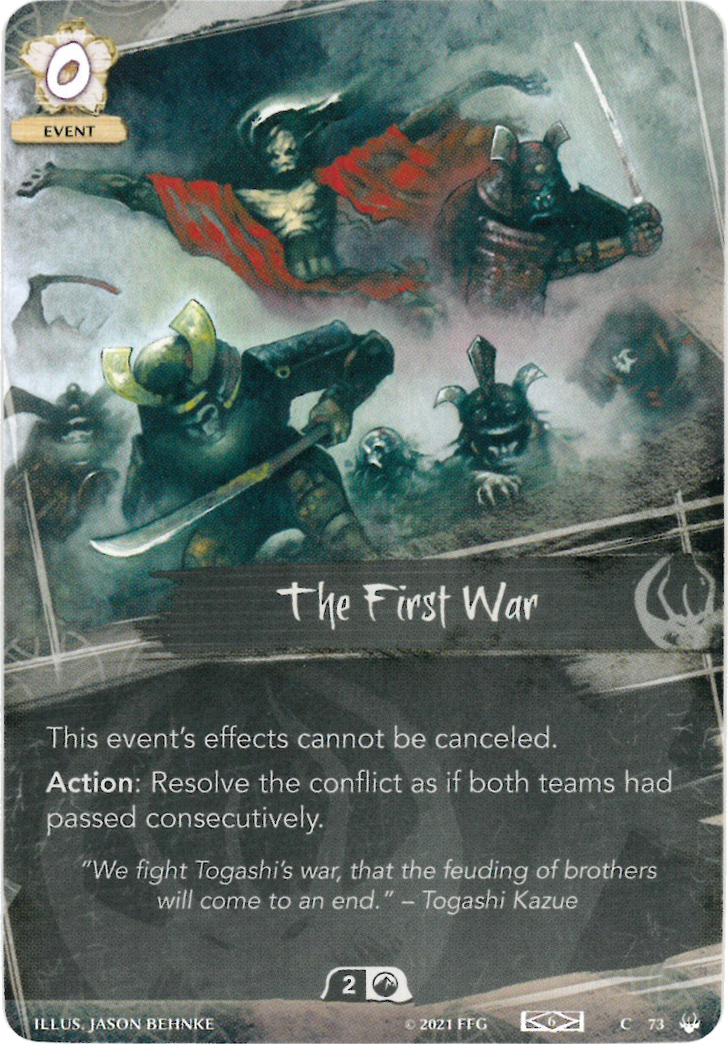 0
EVENT
The First War
This event's effects cannot be canceled.
Action: Resolve the conflict as if both teams had
passed consecutively.
"We fight Togashi's war, that the feuding of brothers
will come to an end." – Togashi Kazue
2
ILLUS. JASON BEHNKE © 2021 FFG 6 C 73